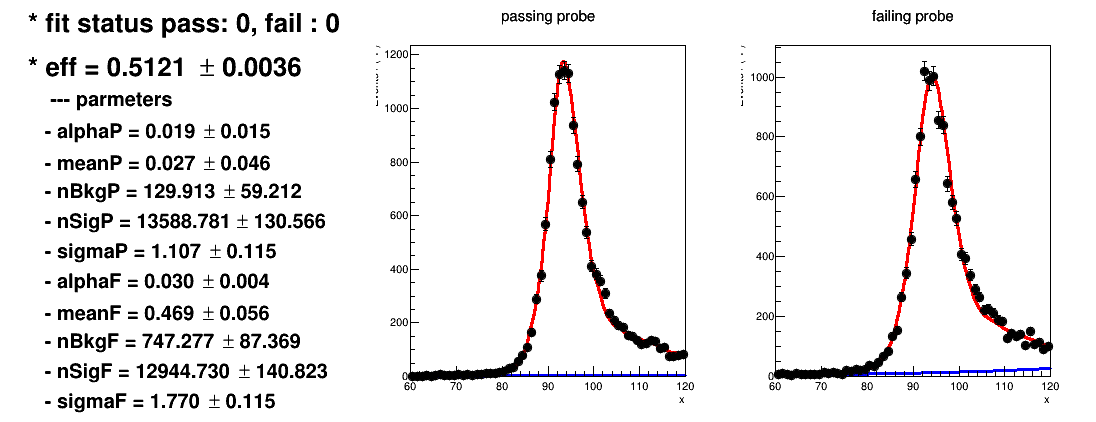 * fit status pass: 0, fail : 0
* eff = 0.5121 ± 0.0036
--- parmeters
- alphaP = 0.019 ± 0.015
- meanP = 0.027 ± 0.046
- nBkgP = 129.913 ± 59.212
- nSigP = 13588.781 ± 130.566
- sigmaP = 1.107 ± 0.115
- alphaF = 0.030 ± 0.004
- meanF = 0.469 ± 0.056
- nBkgF = 747.277 ± 87.369
- nSigF = 12944.730 ± 140.823
- sigmaF = 1.770 ± 0.115
passing probe
1200
1000
800
600
400
200
0
60 70 80 90 100 110 120
x
failing probe
1000
800
600
400
200
0
60 70 80 90 100 110 120
x